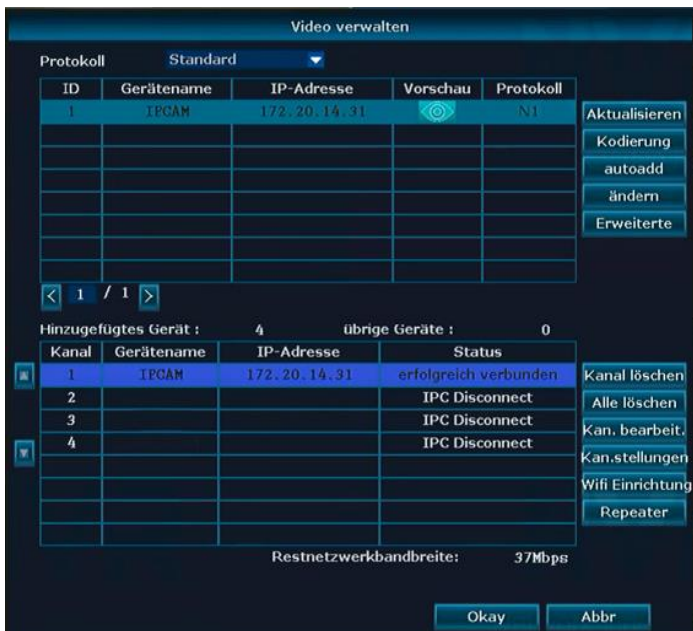 Video verwalten
Protokoll Standard
ID Gerätename IP-Adresse Vorschau Protokoll
1 IPCAM 172.20.14.31 N1
Aktualisieren
Kodierung
autoadd
ändern
Erweiterte
< 1 / 1 >
Hinzugefügtes Gerät : 4 übrige Geräte : 0
Kanal Gerätename IP-Adresse Status
1 IPCAM 172.20.14.31 erfolgreich verbunden
2 IPC Disconnect
3 IPC Disconnect
4 IPC Disconnect
Kanal löschen
Alle löschen
Kan. bearbeit.
Kan.stellungen
Wifi Einrichtung
Repeater
Restnetzwerkbandbreite: 37Mbps
Okay Abbr